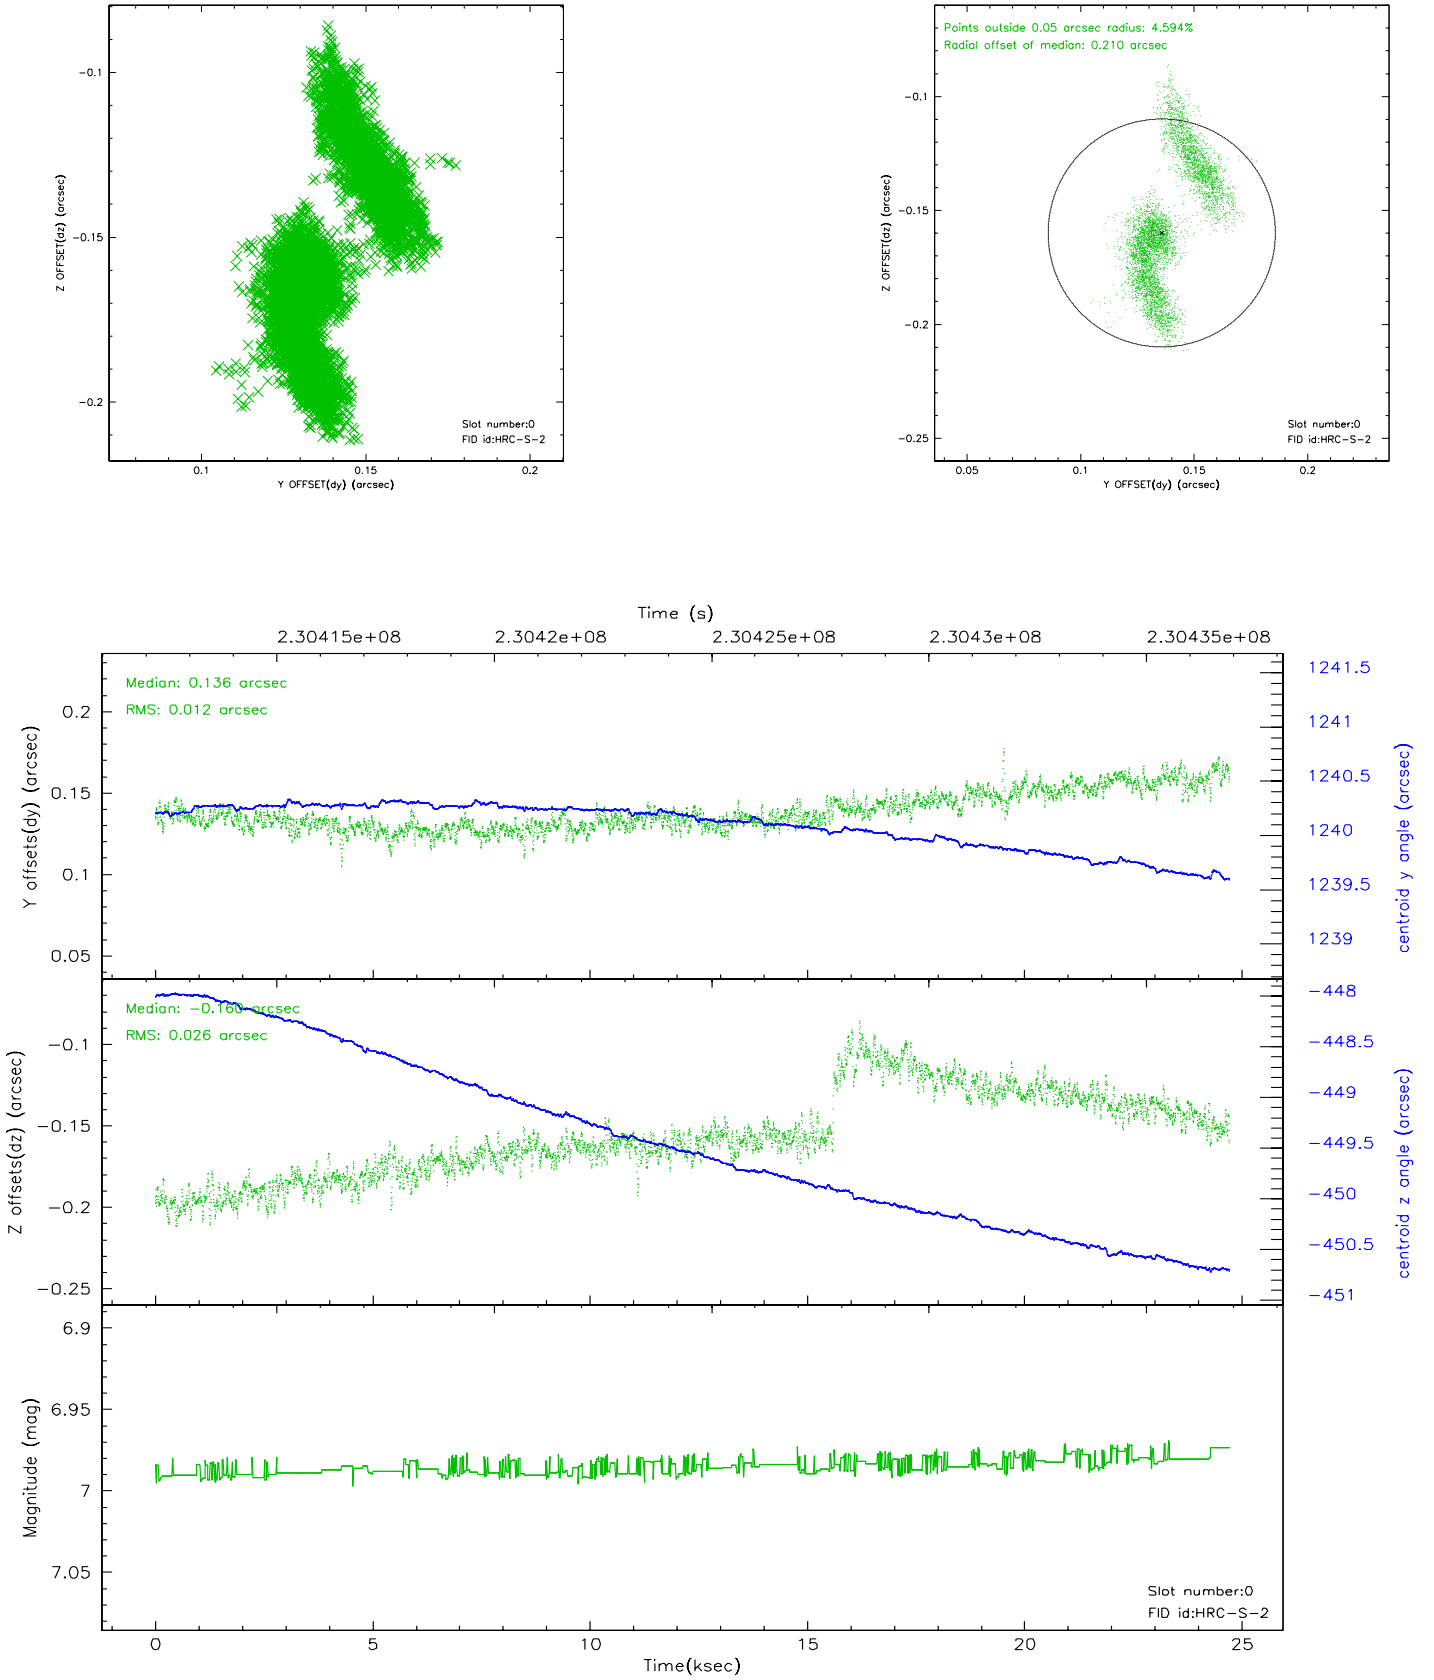 -0.1
-0.15
-0.2
Z OFFSET(dz) (arcsec)
Slot number:0
FID id:HRC-S-2
0.1 0.15 0.2
Y OFFSET(dy) (arcsec)
Points outside 0.05 arcsec radius: 4.594%
Radial offset of median: 0.210 arcsec
-0.1
-0.15
-0.2
-0.25
Z OFFSET(dz) (arcsec)
Slot number:0
FID id:HRC-S-2
0.05 0.1 0.15 0.2
Y OFFSET(dy) (arcsec)
Time (s)
2.30415e+08 2.3042e+08 2.30425e+08 2.3043e+08 2.30435e+08
Median: 0.136 arcsec
RMS: 0.012 arcsec
0.2
0.15
0.1
0.05
Y offsets(dy) (arcsec)
1241.5
1241
1240.5
1240
1239.5
1239
centroid y angle (arcsec)
Median: -0.160 arcsec
RMS: 0.026 arcsec
-0.1
-0.15
-0.2
-0.25
Z offsets(dz) (arcsec)
-448
-448.5
-449
-449.5
-450
-450.5
-451
centroid z angle (arcsec)
6.9
6.95
7
7.05
Magnitude (mag)
Slot number:0
FID id:HRC-S-2
0 5 10 15 20 25
Time(ksec)